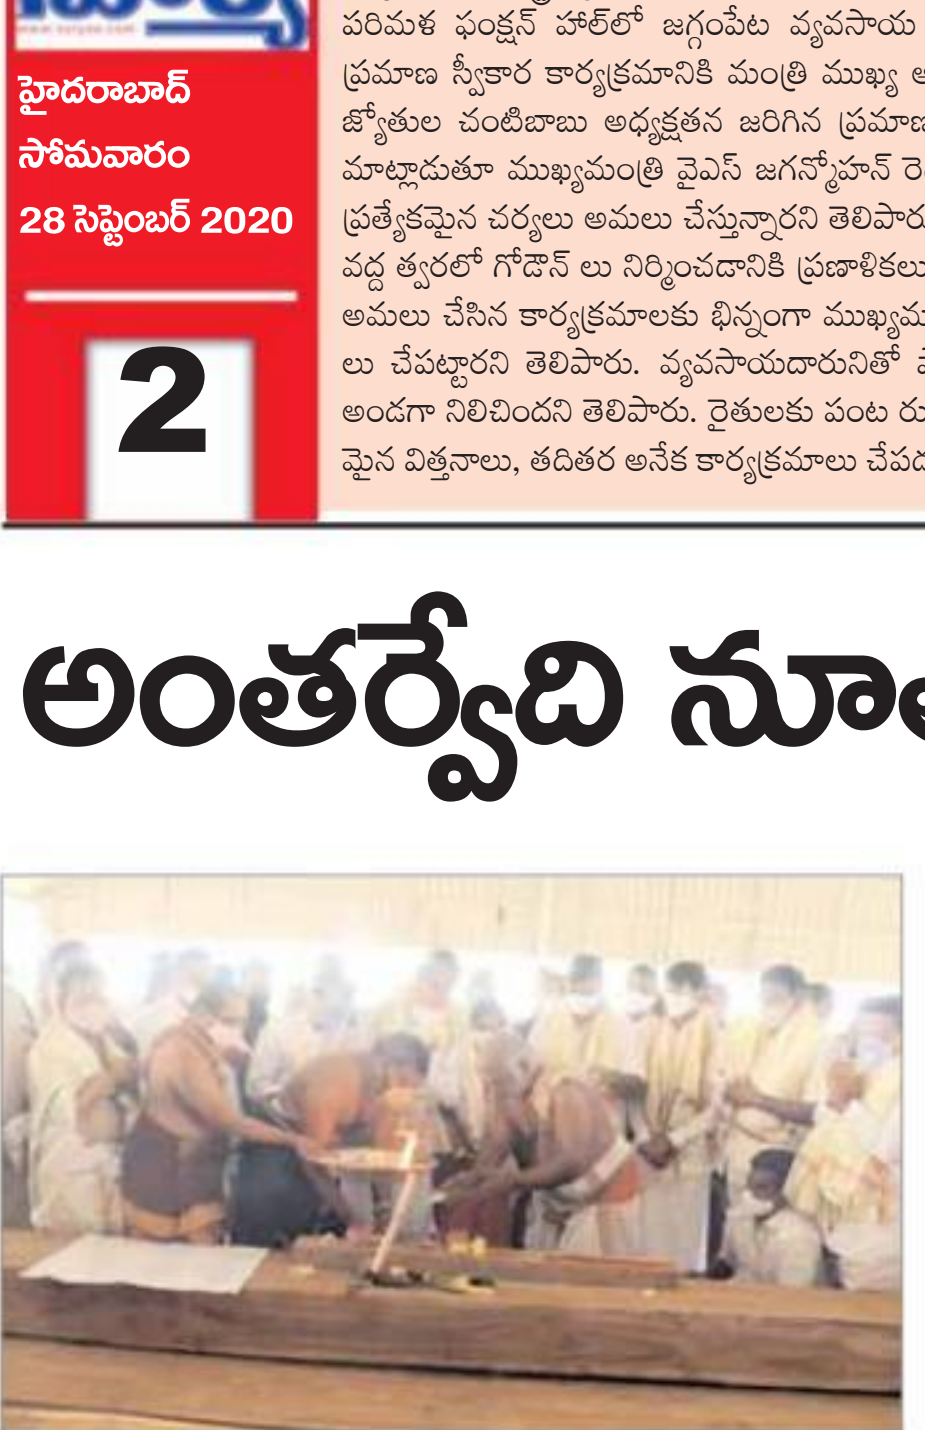 హైదరాబాద్
సోమవారం
28 సెప్టెంబర్ 2020
2
పరిమళ ఫంక్షన్ హాల్‌లో జగ్గంపేట వ్యవసాయ
ప్రమాణ స్వీకార కార్యక్రమానికి మంత్రి ముఖ్య
జ్యోతుల చంటిబాబు అధ్యక్షతన జరిగిన ప్రమాణ
మాట్లాడుతూ ముఖ్యమంత్రి వైఎస్ జగన్మోహన్
ప్రత్యేకమైన చర్యలు అమలు చేస్తున్నారని తెలిపారు
వద్ద త్వరలో గోడౌన్ లు నిర్మించడానికి ప్రణాళికలు
అమలు చేసిన కార్యక్రమాలకు భిన్నంగా
లు చేపట్టారని తెలిపారు. వ్యవసాయదారునితో
అండగా నిలిచిందని తెలిపారు. రైతులకు పంట
మైన విత్తనాలు, తదితర అనేక కార్యక్రమాలు
అంతర్వేది